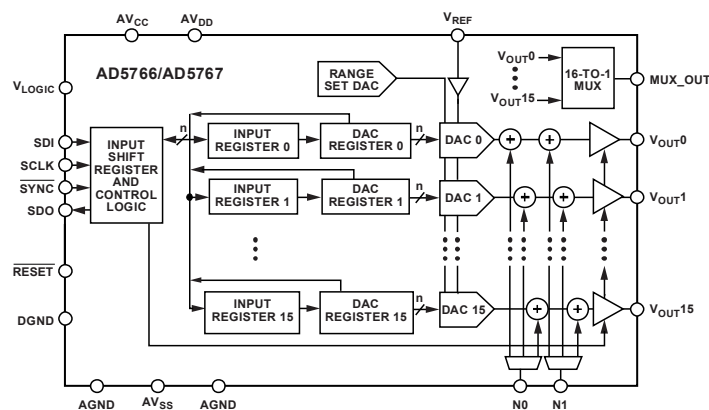 AVCC
AVDD
VREF
AD5766/AD5767
VLOGIC
RANGE
SET DAC
VOUT0
VOUT15
16-TO-1
MUX
MUX_OUT
SDI
SCLK
SYNC
SDO
INPUT
SHIFT
REGISTER
AND
CONTROL
LOGIC
n
INPUT
REGISTER 0
DAC
REGISTER 0
n
DAC 0
+
+
VOUT0
INPUT
REGISTER 1
DAC
REGISTER 1
n
DAC 1
+
+
VOUT1
RESET
DGND
INPUT
REGISTER 15
DAC
REGISTER 15
n
DAC 15
+
+
VOUT15
AGND
AVSS
AGND
N0
N1